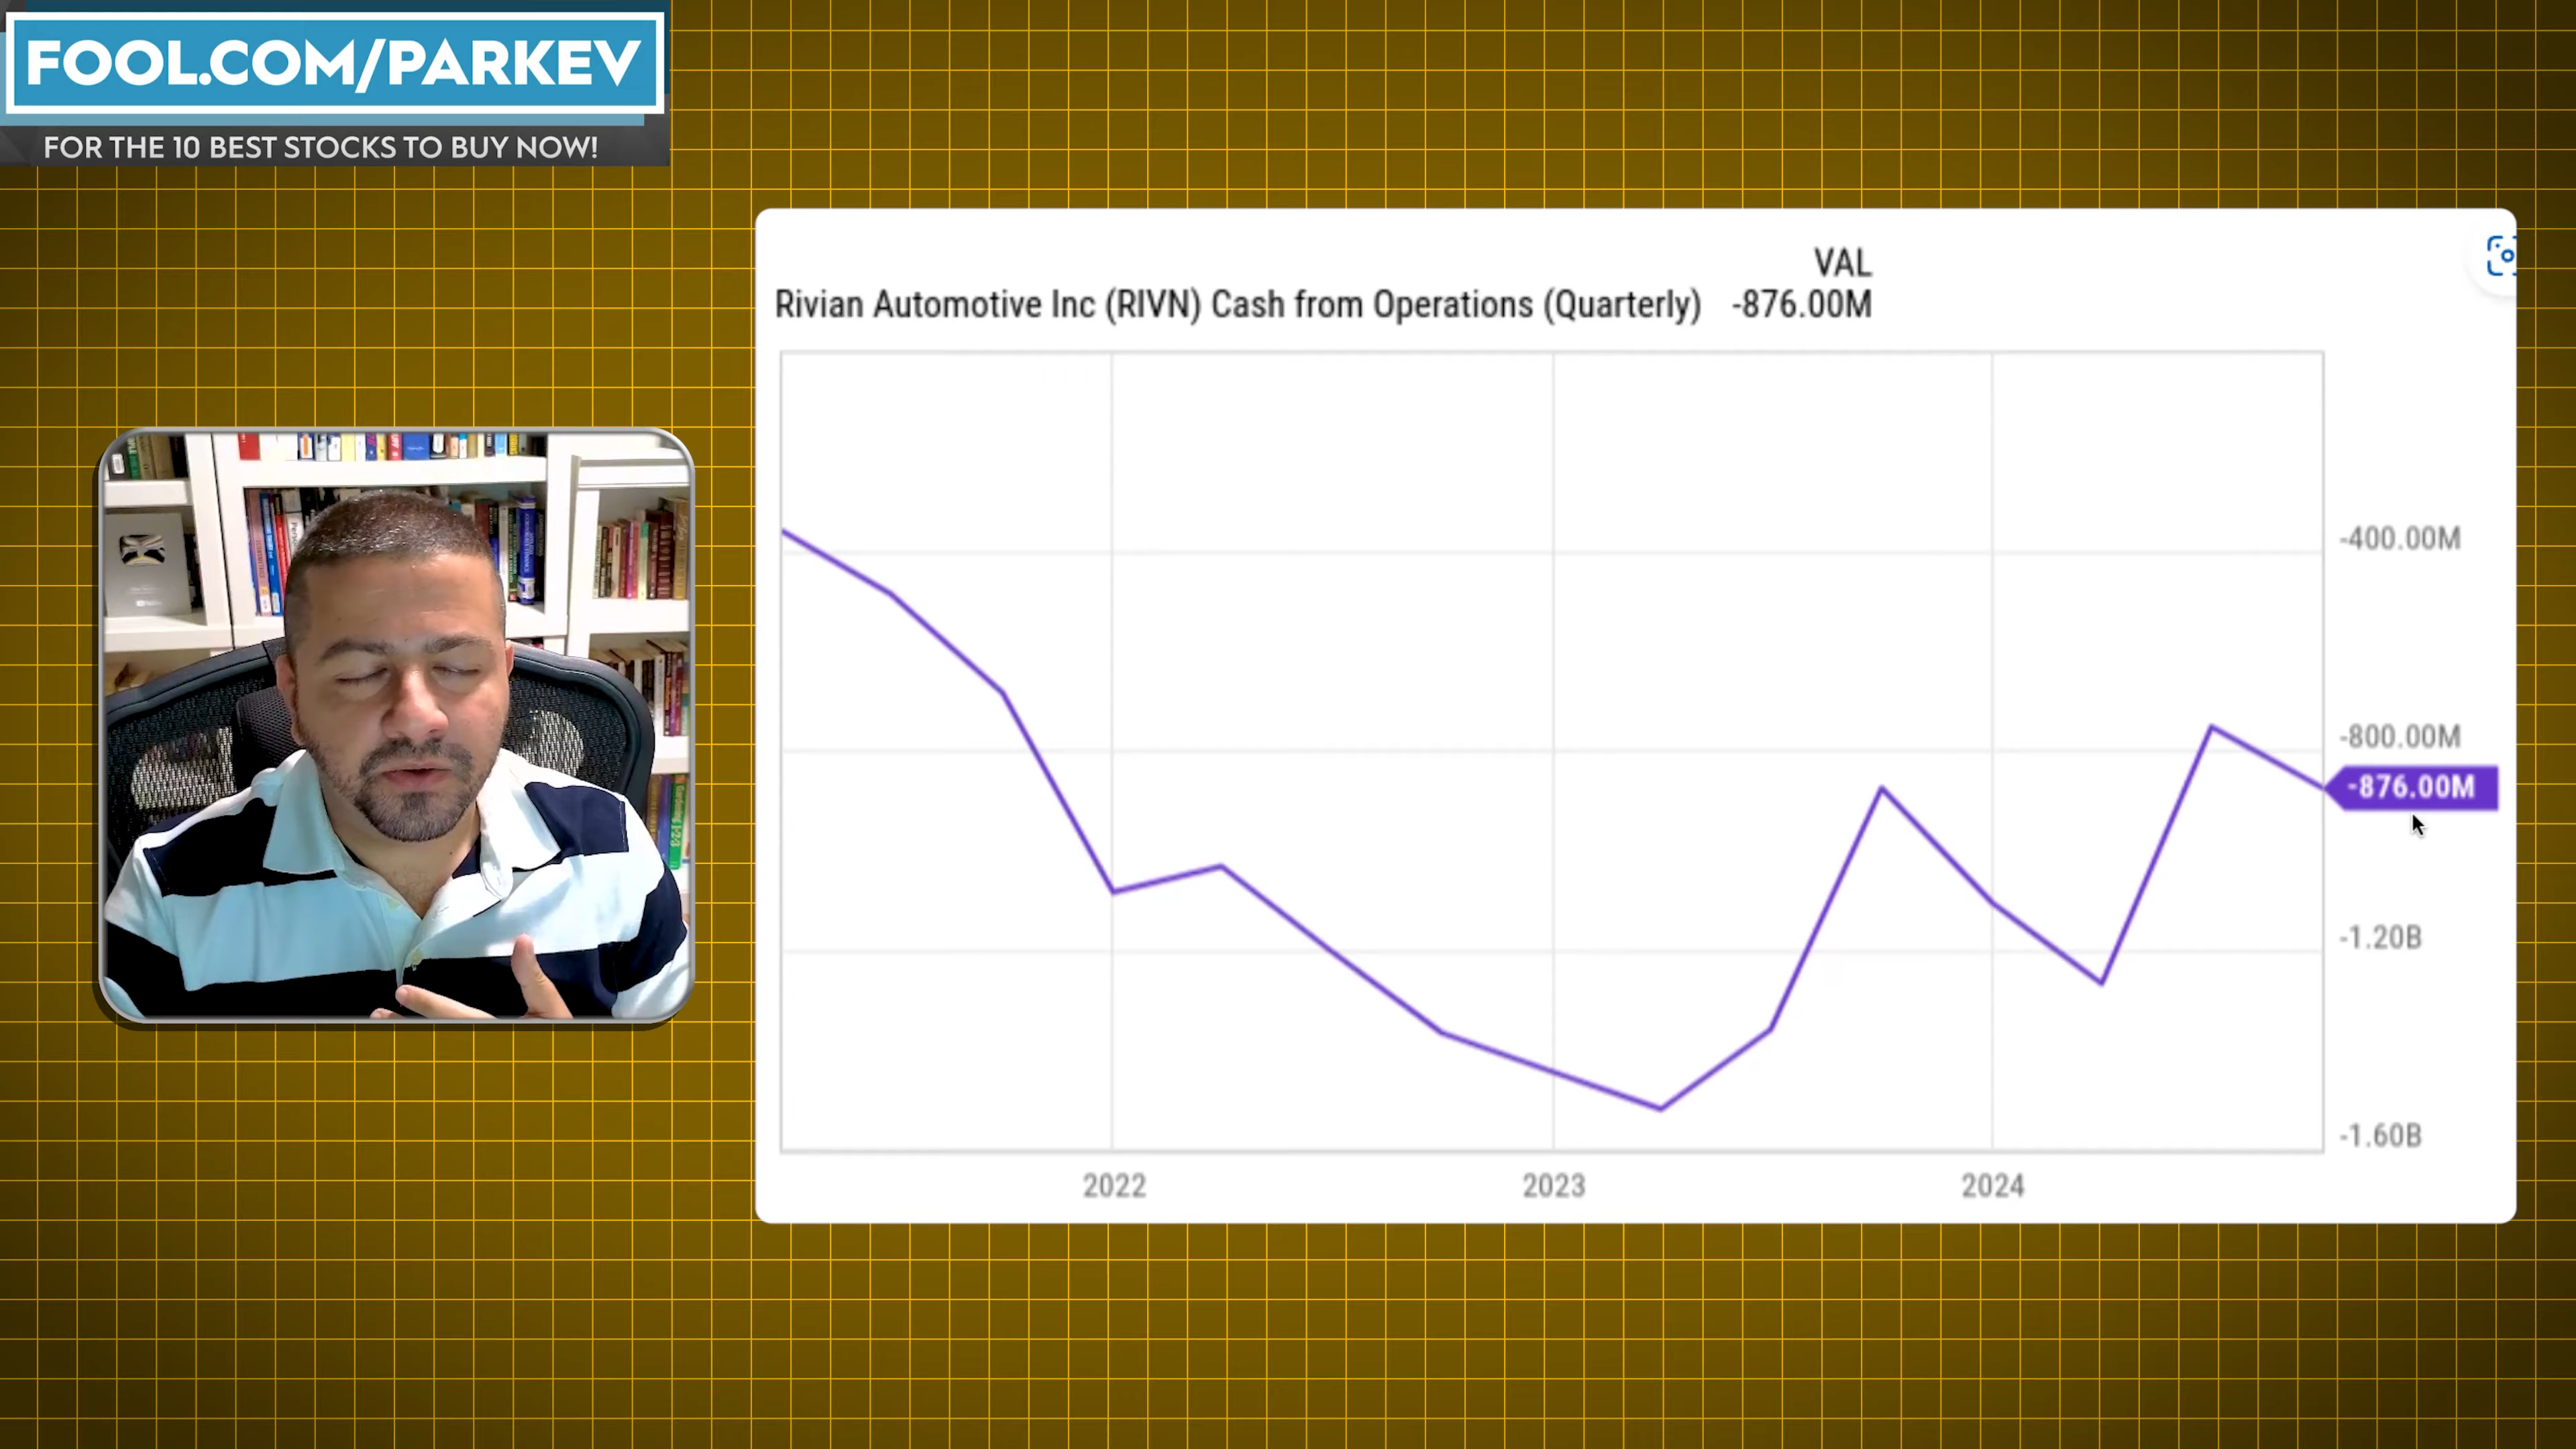 FOOL.COM/PARKEV
FOR THE 10 BEST STOCKS TO BUY NOW!
VAL
Rivian Automotive Inc (RIVN) Cash from Operations (Quarterly) -876.00M
-400.00M
-800.00M
-876.00M
-1.20B
-1.60B
2022 2023 2024